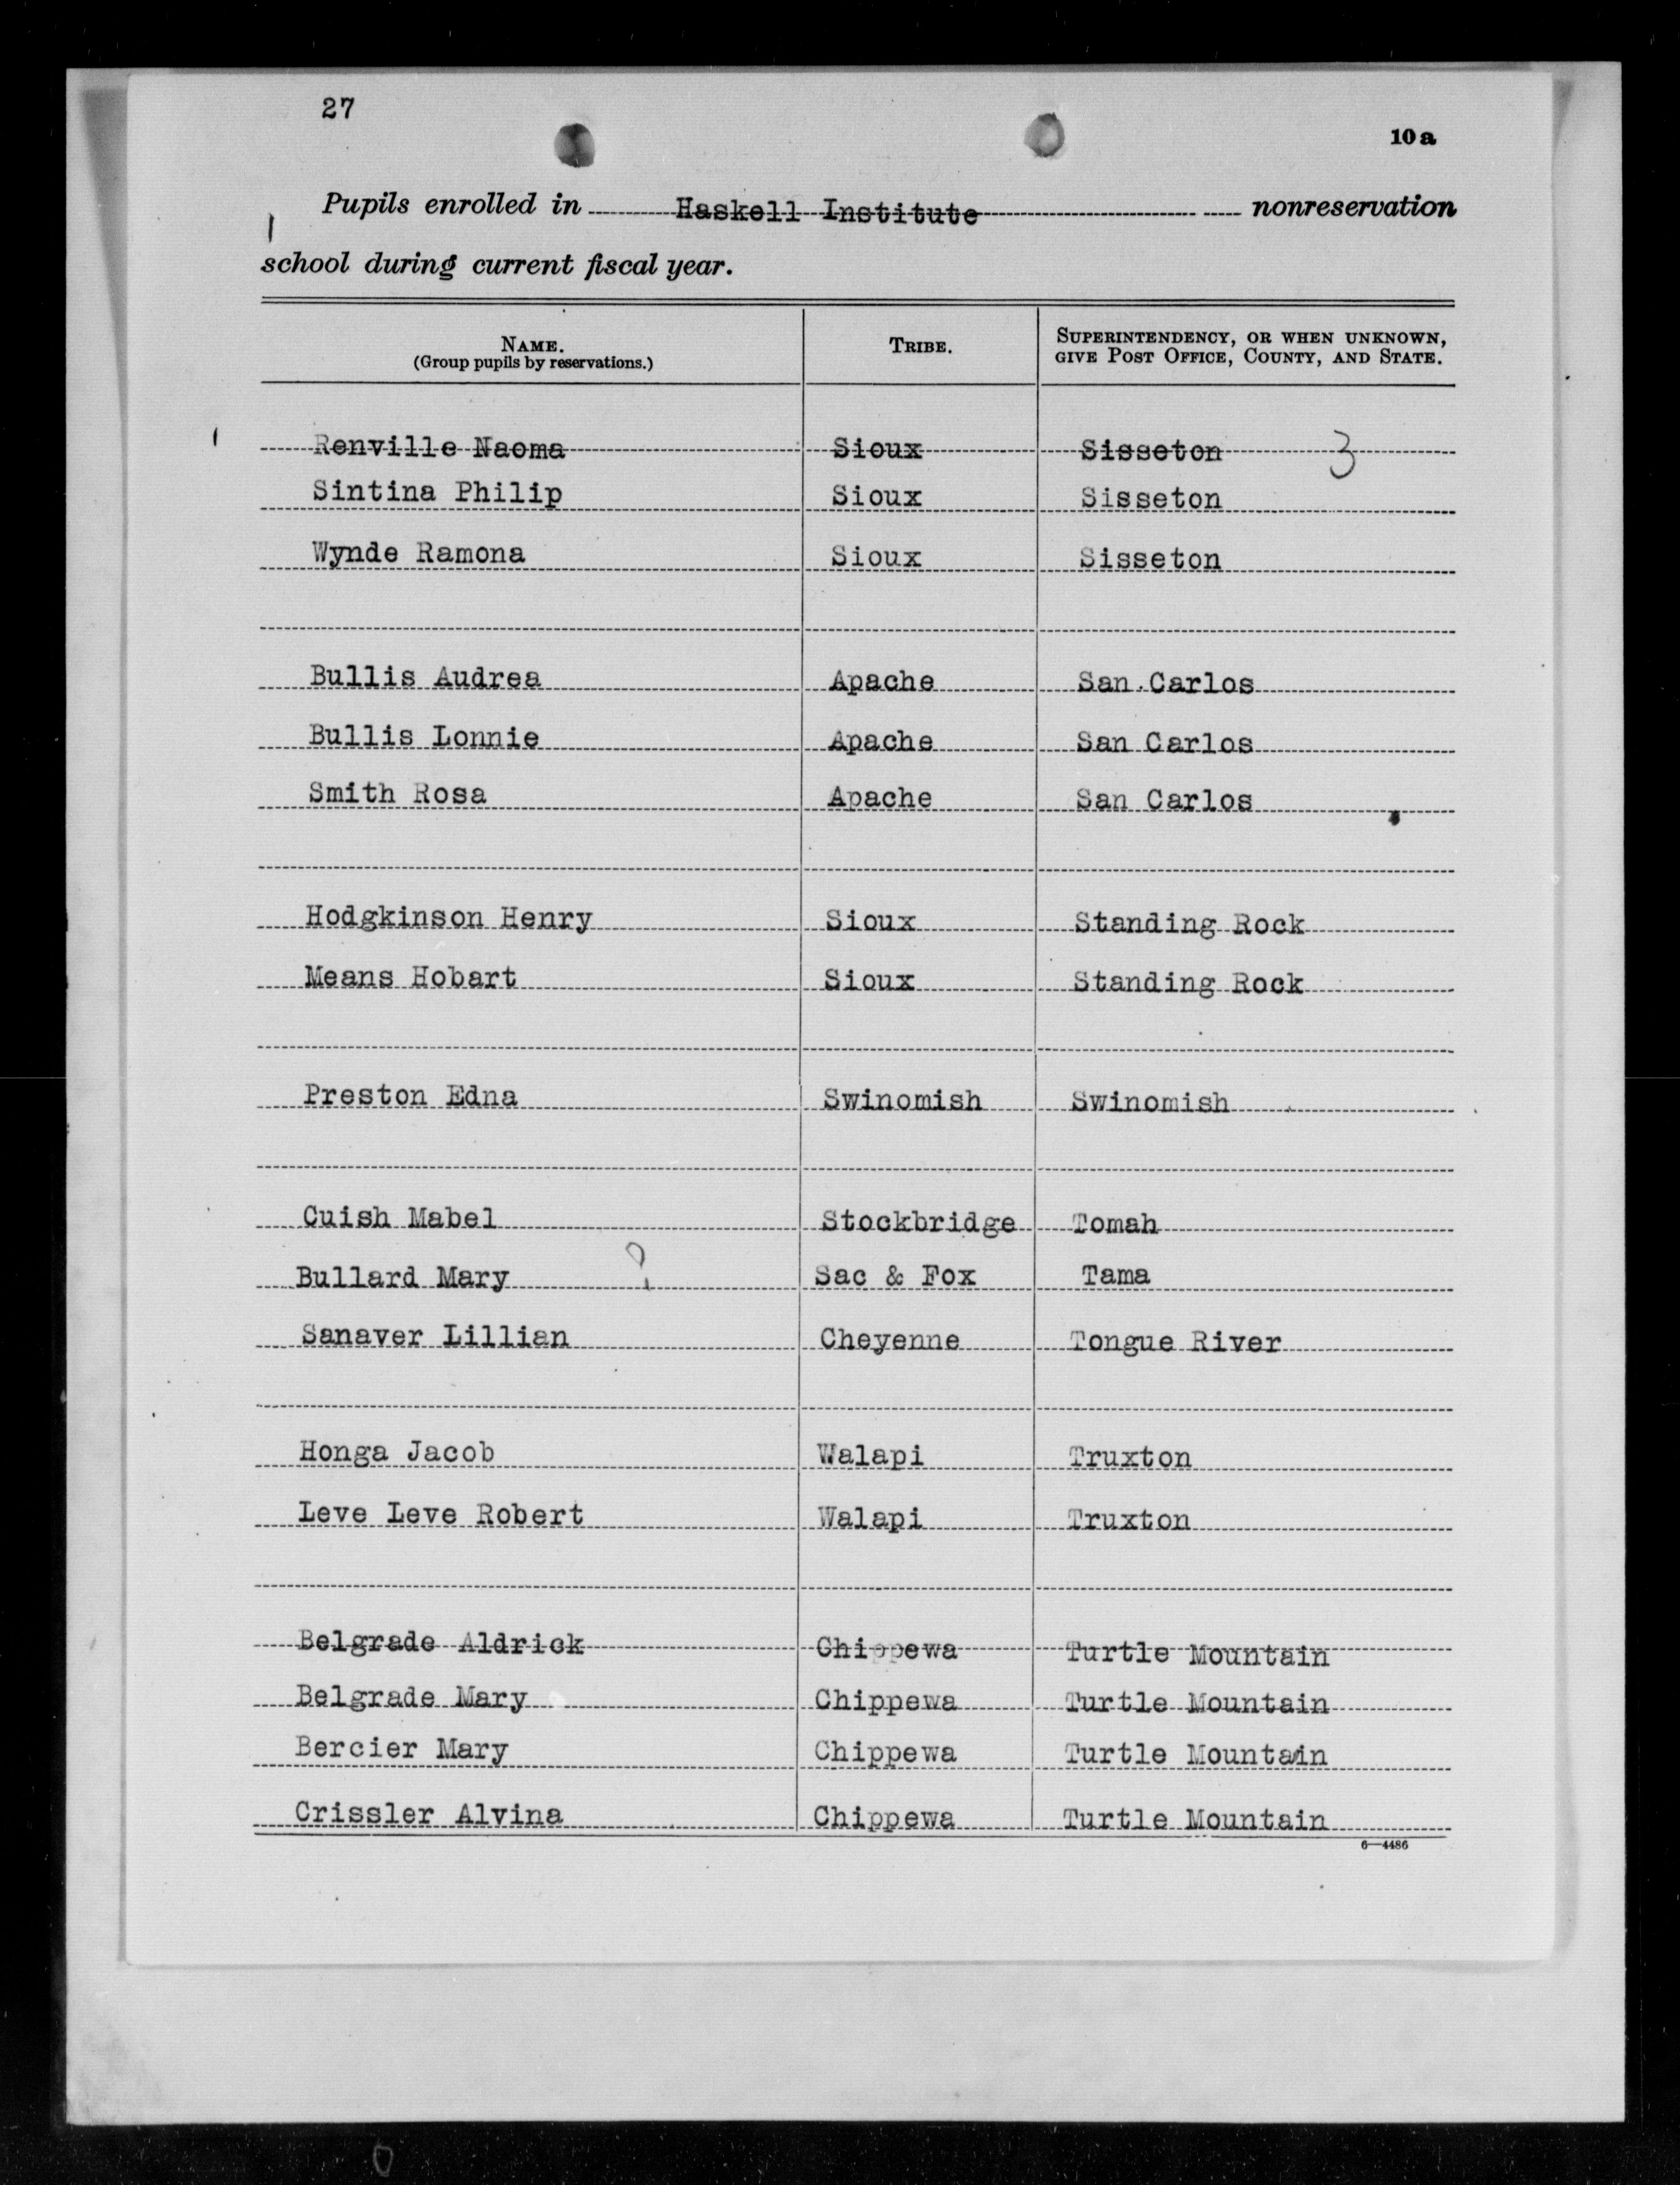 27
10 a
Pupils enrolled in Haskell Institute nonreservation
school during current fiscal year.
NAME. TRIBE. SUPERINTENDENCY, OR WHEN UNKNOWN,
(Group pupils by reservations.) GIVE POST OFFICE, COUNTY, AND STATE.
Renville Naoma Sioux Sisseton 3
Sintina Philip Sioux Sisseton
Wynde Ramona Sioux Sisseton
Bullis Audrea Apache San Carlos
Bullis Lonnie Apache San Carlos
Smith Rosa Apache San Carlos
Hodgkinson Henry Sioux Standing Rock
Means Hobart Sioux Standing Rock
Preston Edna Swinomish Swinomish
Cuish Mabel Stockbridge Tomah
Bullard Mary ? Sac & Fox Tama
Sanaver Lillian Cheyenne Tongue River
Honga Jacob Walapi Truxton
Leve Leve Robert Walapi Truxton
Belgrade Aldrick Chippewa Turtle Mountain
Belgrade Mary Chippewa Turtle Mountain
Bercier Mary Chippewa Turtle Mountain
Crissler Alvina Chippewa Turtle Mountain
6—4486